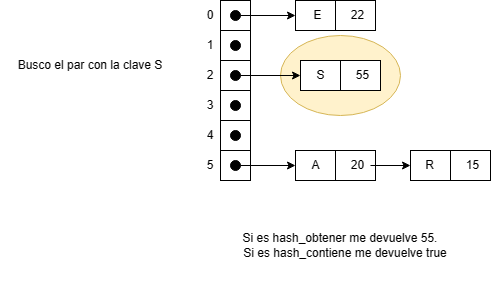 0 E 22
1
Busco el par con la clave S
2 S 55
3
4
5 A 20 R 15
Si es hash_obtener me devuelve 55.
Si es hash_contiene me devuelve true